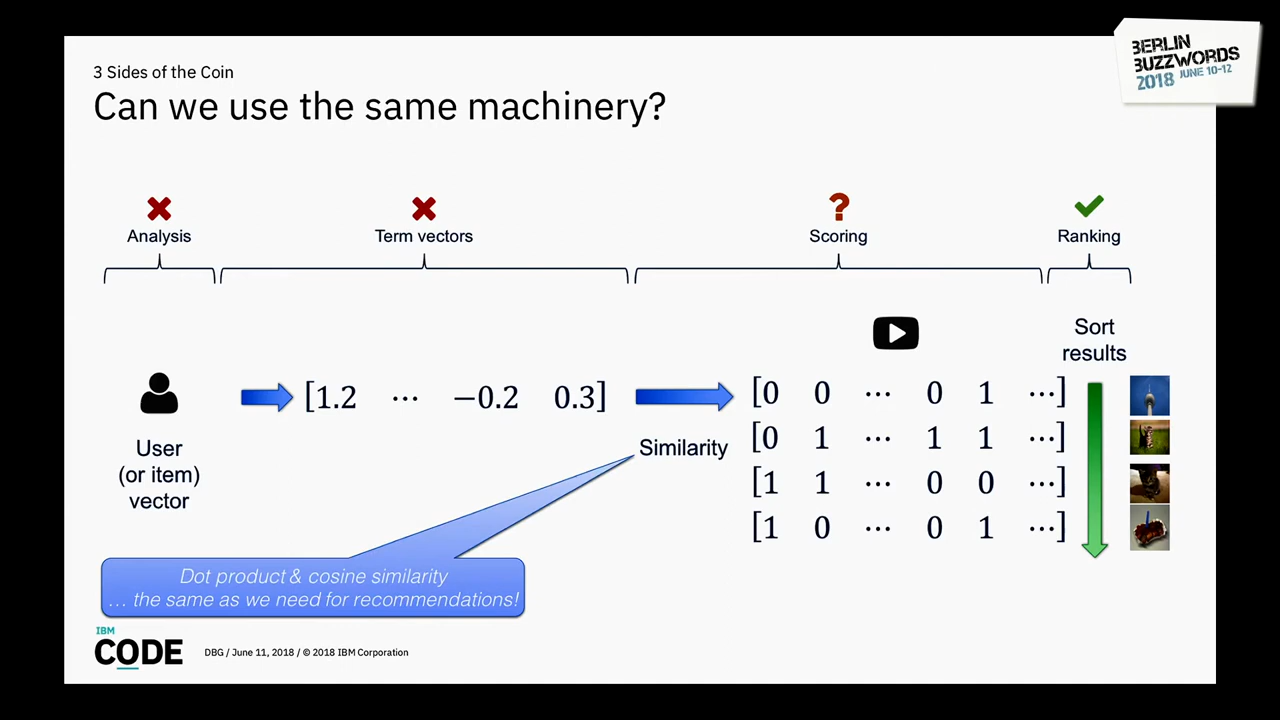 BERLIN
BUZZWORDS
2018 JUNE 10-12
3 Sides of the Coin
Can we use the same machinery?
Analysis
Term vectors
Scoring
Ranking
Sort
results
User
(or item)
vector
[1.2 ⋯ −0.2 0.3]
Similarity
[0 0 ⋯ 0 1 ⋯]
[0 1 ⋯ 1 1 ⋯]
[1 1 ⋯ 0 0 ⋯]
[1 0 ⋯ 0 1 ⋯]
Dot product & cosine similarity
… the same as we need for recommendations!
IBM
CODE
DBG / June 11, 2018 / © 2018 IBM Corporation